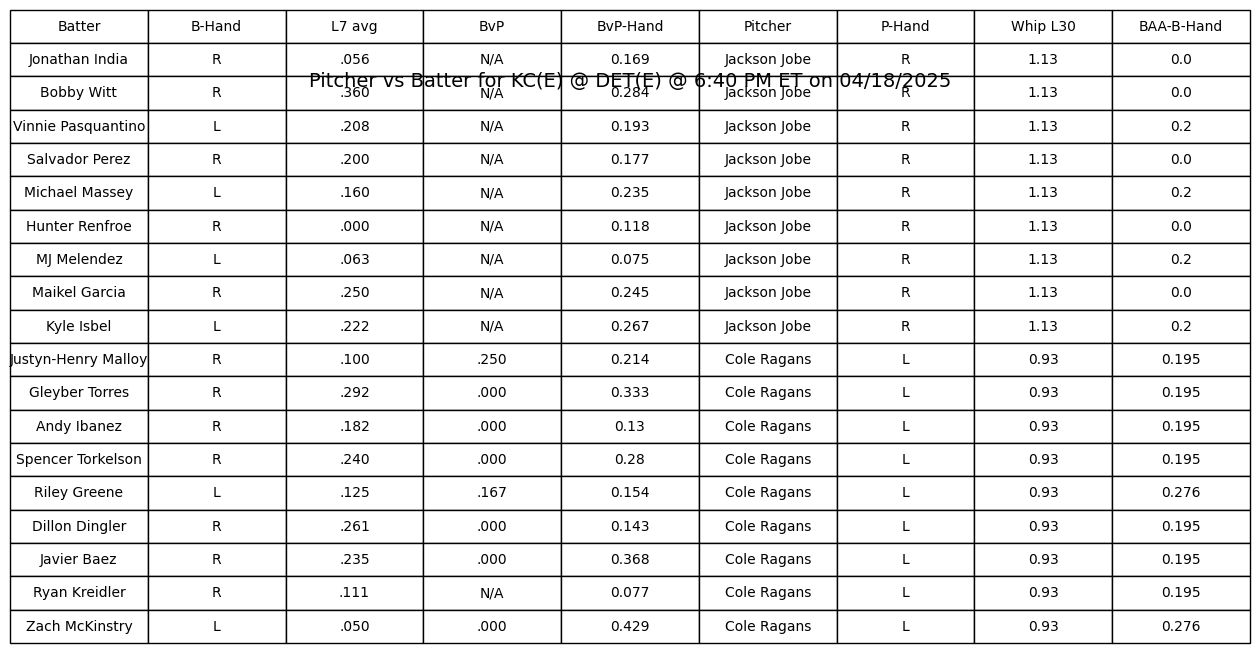 Batter B-Hand L7 avg BvP BvP-Hand Pitcher P-Hand Whip L30 BAA-B-Hand
Jonathan India R .056 N/A 0.169 Jackson Jobe R 1.13 0.0
Pitcher vs Batter for KC(E) @ DET(E) @ 6:40 PM ET on 04/18/2025
Bobby Witt R .360 N/A 0.284 Jackson Jobe R 1.13 0.0
Vinnie Pasquantino L .208 N/A 0.193 Jackson Jobe R 1.13 0.2
Salvador Perez R .200 N/A 0.177 Jackson Jobe R 1.13 0.0
Michael Massey L .160 N/A 0.235 Jackson Jobe R 1.13 0.2
Hunter Renfroe R .000 N/A 0.118 Jackson Jobe R 1.13 0.0
MJ Melendez L .063 N/A 0.075 Jackson Jobe R 1.13 0.2
Maikel Garcia R .250 N/A 0.245 Jackson Jobe R 1.13 0.0
Kyle Isbel L .222 N/A 0.267 Jackson Jobe R 1.13 0.2
Justyn-Henry Malloy R .100 .250 0.214 Cole Ragans L 0.93 0.195
Gleyber Torres R .292 .000 0.333 Cole Ragans L 0.93 0.195
Andy Ibanez R .182 .000 0.13 Cole Ragans L 0.93 0.195
Spencer Torkelson R .240 .000 0.28 Cole Ragans L 0.93 0.195
Riley Greene L .125 .167 0.154 Cole Ragans L 0.93 0.276
Dillon Dingler R .261 .000 0.143 Cole Ragans L 0.93 0.195
Javier Baez R .235 .000 0.368 Cole Ragans L 0.93 0.195
Ryan Kreidler R .111 N/A 0.077 Cole Ragans L 0.93 0.195
Zach McKinstry L .050 .000 0.429 Cole Ragans L 0.93 0.276